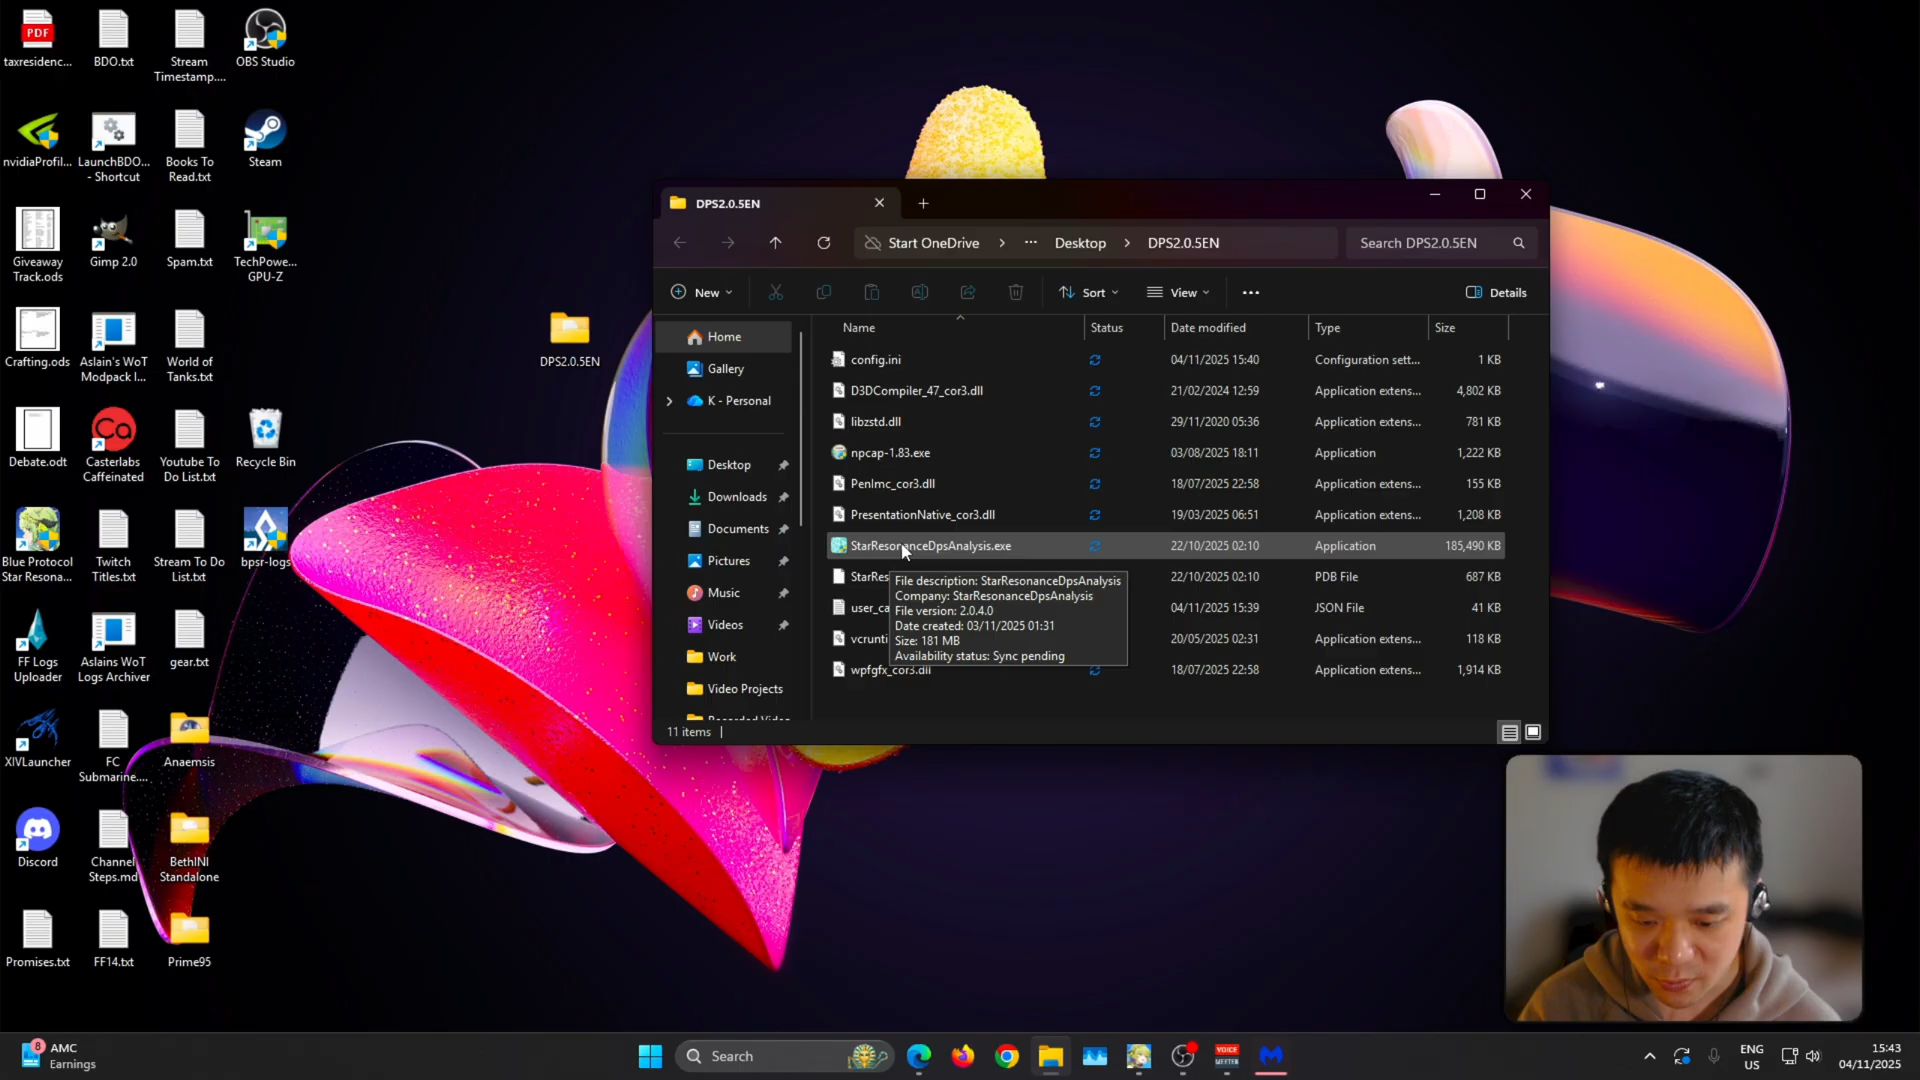 PDF
taxresidenc...
BDO.txt
Stream
Timestamp....
OBS Studio
nvidiaProfil...
LaunchBDO...
- Shortcut
Books To
Read.txt
Steam
Giveaway
Track.ods
Gimp 2.0
Spam.txt
TechPowe...
GPU-Z
Crafting.ods
Aslain's WoT
Modpack I...
World of
Tanks.txt
Debate.odt
Casterlabs
Caffeinated
Youtube To
Do List.txt
Recycle Bin
Blue Protocol
Star Resona...
Twitch
Titles.txt
Stream To Do
List.txt
bpsr-logs
FF Logs
Uploader
Aslains WoT
Logs Archiver
gear.txt
XIVLauncher
FC
Submarine....
Anaemsis
Discord
Channel
Steps.md
BethINI
Standalone
Promises.txt
FF14.txt
Prime95
DPS2.0.5EN
DPS2.0.5EN
Start OneDrive > ... Desktop > DPS2.0.5EN
Search DPS2.0.5EN
New
Sort
View
Details
Home
Gallery
K - Personal
Desktop
Downloads
Documents
Pictures
Music
Videos
Work
Video Projects
Recorded Video
Name Status Date modified Type Size
config.ini 04/11/2025 15:40 Configuration sett... 1 KB
D3DCompiler_47_cor3.dll 21/02/2024 12:59 Application extens... 4,802 KB
libzstd.dll 29/11/2020 05:36 Application extens... 781 KB
npcap-1.83.exe 03/08/2025 18:11 Application 1,222 KB
PenImc_cor3.dll 18/07/2025 22:58 Application extens... 155 KB
PresentationNative_cor3.dll 19/03/2025 06:51 Application extens... 1,208 KB
StarResonanceDpsAnalysis.exe 22/10/2025 02:10 Application 185,490 KB
StarRes 22/10/2025 02:10 PDB File 687 KB
user_ca 04/11/2025 15:39 JSON File 41 KB
vcrunti 20/05/2025 02:31 Application extens... 118 KB
wpfgfx_cor3.dll 18/07/2025 22:58 Application extens... 1,914 KB
File description: StarResonanceDpsAnalysis
Company: StarResonanceDpsAnalysis
File version: 2.0.4.0
Date created: 03/11/2025 01:31
Size: 181 MB
Availability status: Sync pending
11 items
8
AMC
Earnings
Search
VOICE
MEETER
ENG
US
15:43
04/11/2025